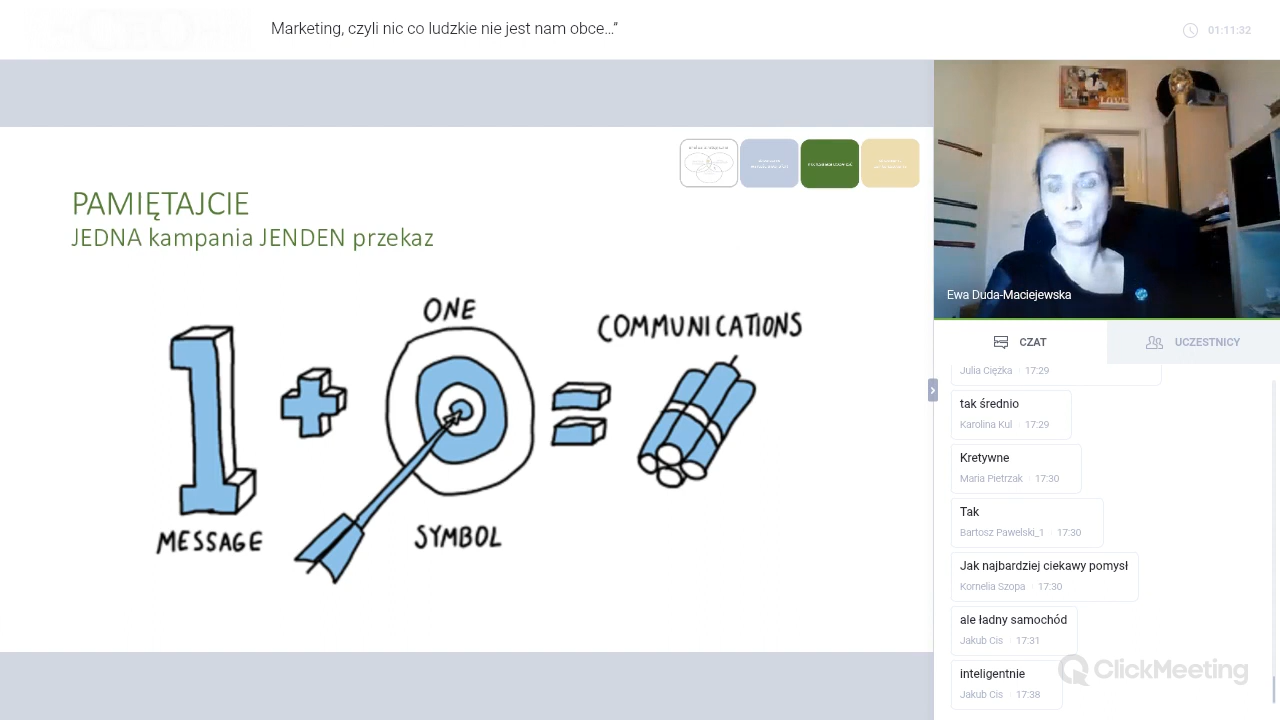 Marketing, czyli nic co ludzkie nie jest nam obce...”
01:11:32
PAMIĘTAJCIE
JEDNA kampania JENDEN przekaz
ONE
COMMUNICATIONS
MESSAGE
SYMBOL
Ewa Duda-Maciejewska
CZAT
UCZESTNICY
Julia Ciężka 17:29
tak średnio
Karolina Kul 17:29
Kretywne
Maria Pietrzak 17:30
Tak
Bartosz Pawelski_1 17:30
Jak najbardziej ciekawy pomysł
Kornelia Szopa 17:30
ale ładny samochód
Jakub Cis 17:31
inteligentnie
Jakub Cis 17:38
ClickMeeting